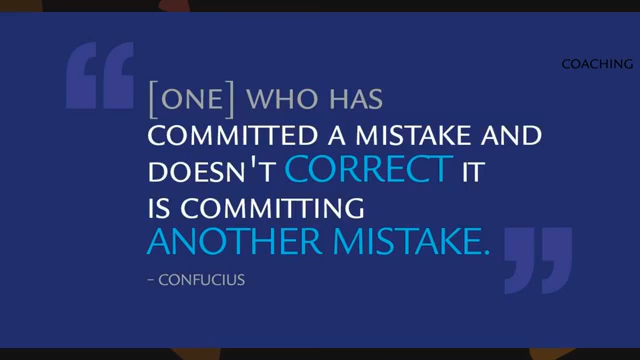 COACHING
[ONE] WHO HAS
COMMITTED A MISTAKE AND
DOESN'T CORRECT IT
IS COMMITTING
ANOTHER MISTAKE.
– CONFUCIUS